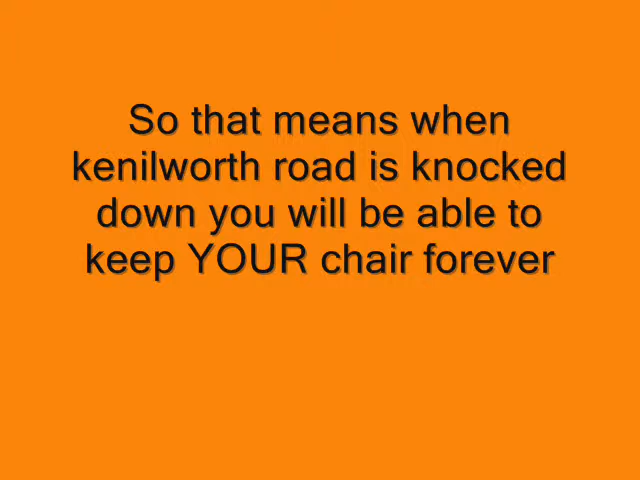 So that means when
kenilworth road is knocked
down you will be able to
keep YOUR chair forever